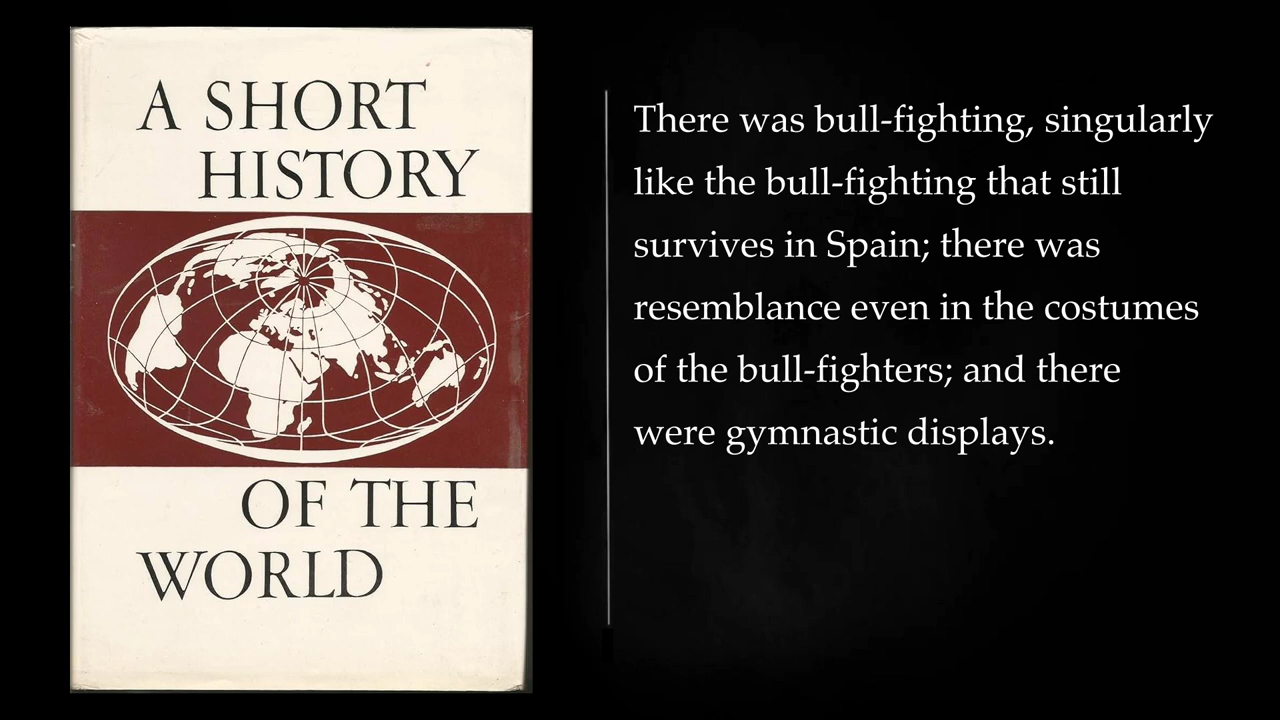 A SHORT
HISTORY
OF THE
WORLD
There was bull-fighting, singularly
like the bull-fighting that still
survives in Spain; there was
resemblance even in the costumes
of the bull-fighters; and there
were gymnastic displays.